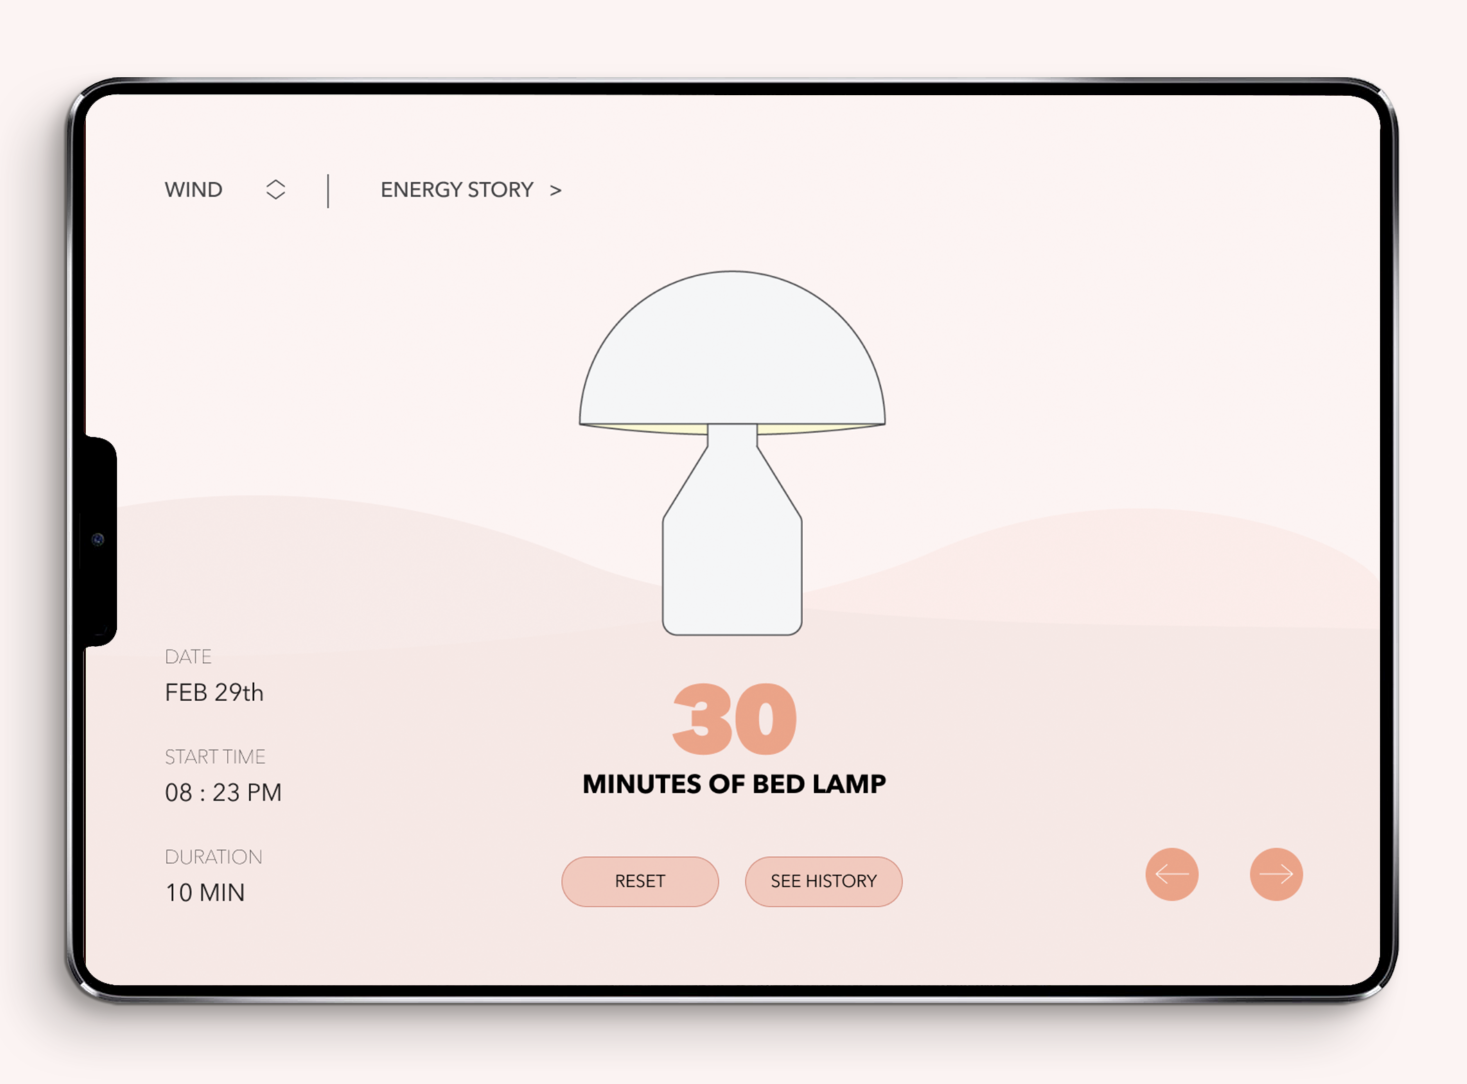 WIND
ENERGY STORY >
DATE
FEB 29th
START TIME
08 : 23 PM
DURATION
10 MIN
30
MINUTES OF BED LAMP
RESET
SEE HISTORY